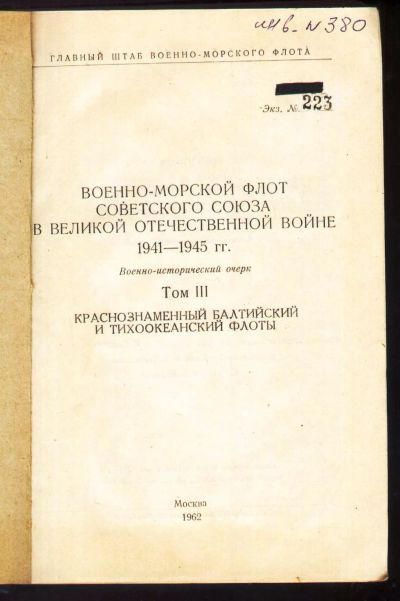 инв. N 380
ГЛАВНЫЙ ШТАБ ВОЕННО-МОРСКОГО ФЛОТА
Экз. № 223
ВОЕННО-МОРСКОЙ ФЛОТ
СОВЕТСКОГО СОЮЗА
В ВЕЛИКОЙ ОТЕЧЕСТВЕННОЙ ВОЙНЕ
1941—1945 гг.
Военно-исторический очерк
Том III
КРАСНОЗНАМЕННЫЙ БАЛТИЙСКИЙ
И ТИХООКЕАНСКИЙ ФЛОТЫ
Москва
1962